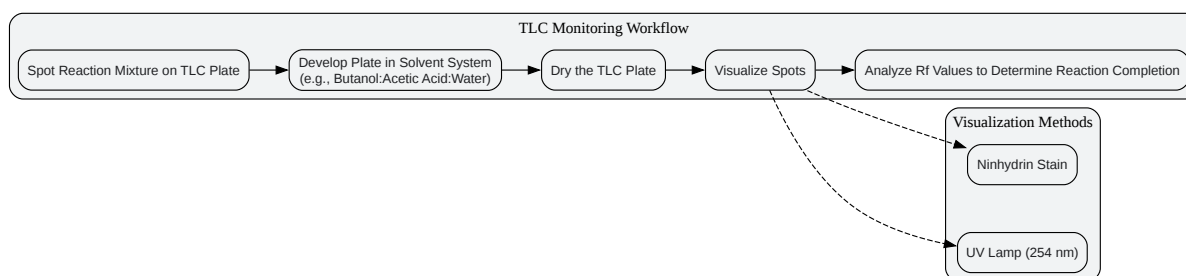 TLC Monitoring Workflow
Spot Reaction Mixture on TLC Plate
Develop Plate in Solvent System
(e.g., Butanol:Acetic Acid:Water)
Dry the TLC Plate
Visualize Spots
Analyze Rf Values to Determine Reaction Completion
Visualization Methods
Ninhydrin Stain
UV Lamp (254 nm)